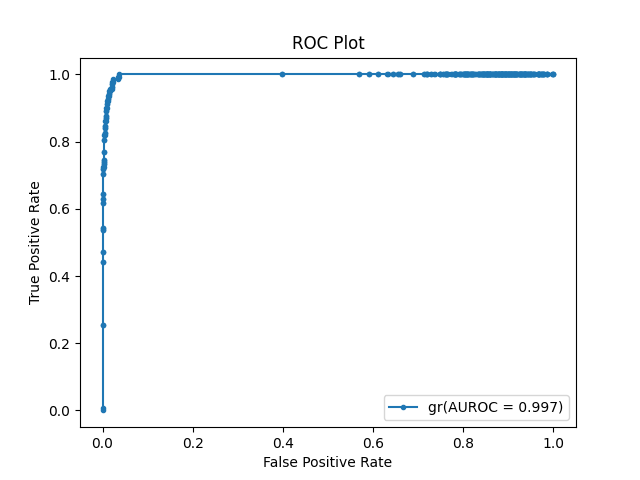 ROC Plot
True Positive Rate
1.0
0.8
0.6
0.4
0.2
0.0
0.0 0.2 0.4 0.6 0.8 1.0
False Positive Rate
gr(AUROC = 0.997)